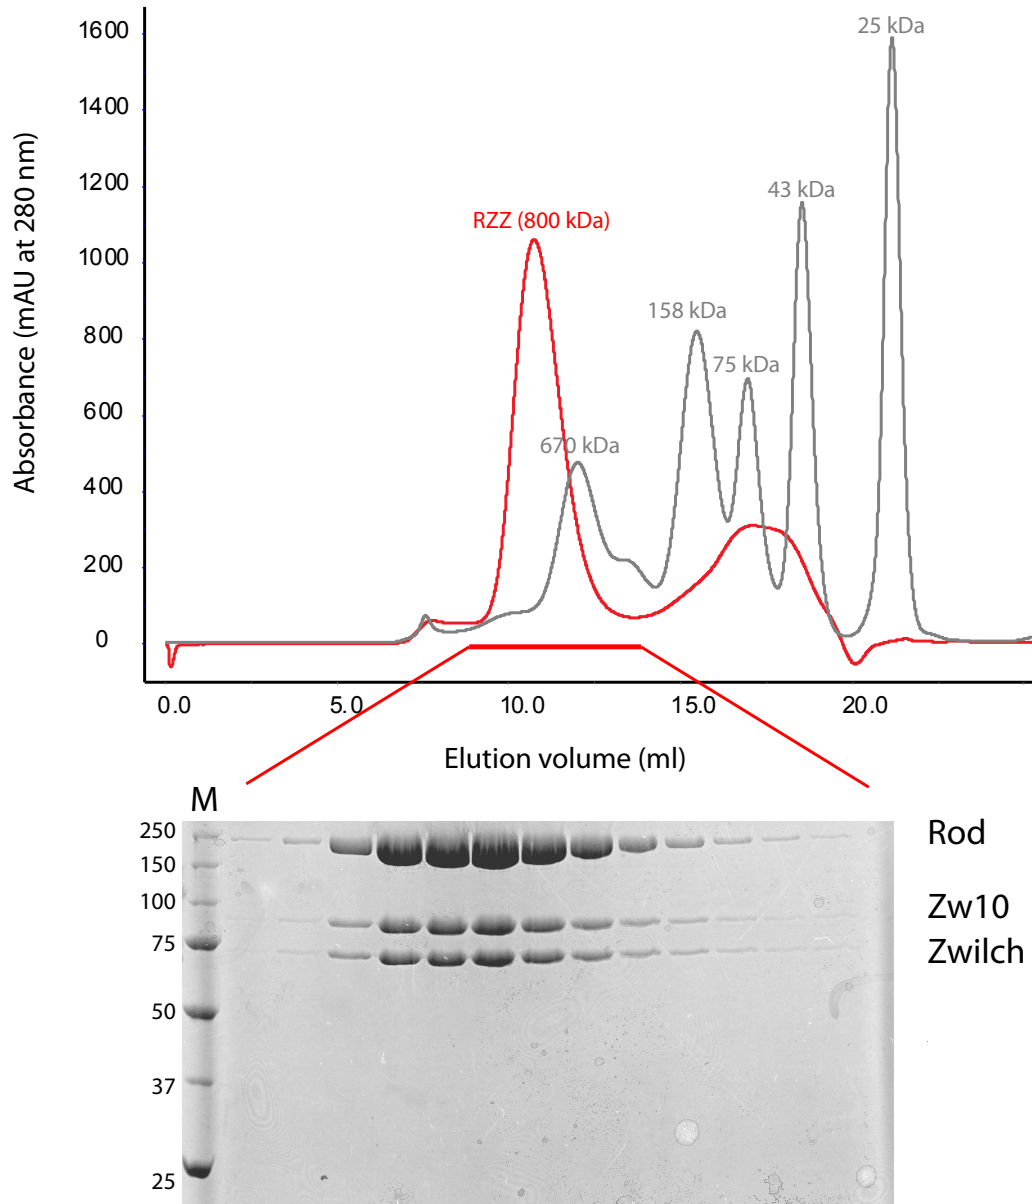 Absorbance (mAU at 280 nm)
1600
1400
1200
1000
800
600
400
200
0
25 kDa
43 kDa
RZZ (800 kDa)
158 kDa
75 kDa
670 kDa
0.0 5.0 10.0 15.0 20.0
Elution volume (ml)
M
250
150
100
75
50
37
25
Rod
Zw10
Zwilch